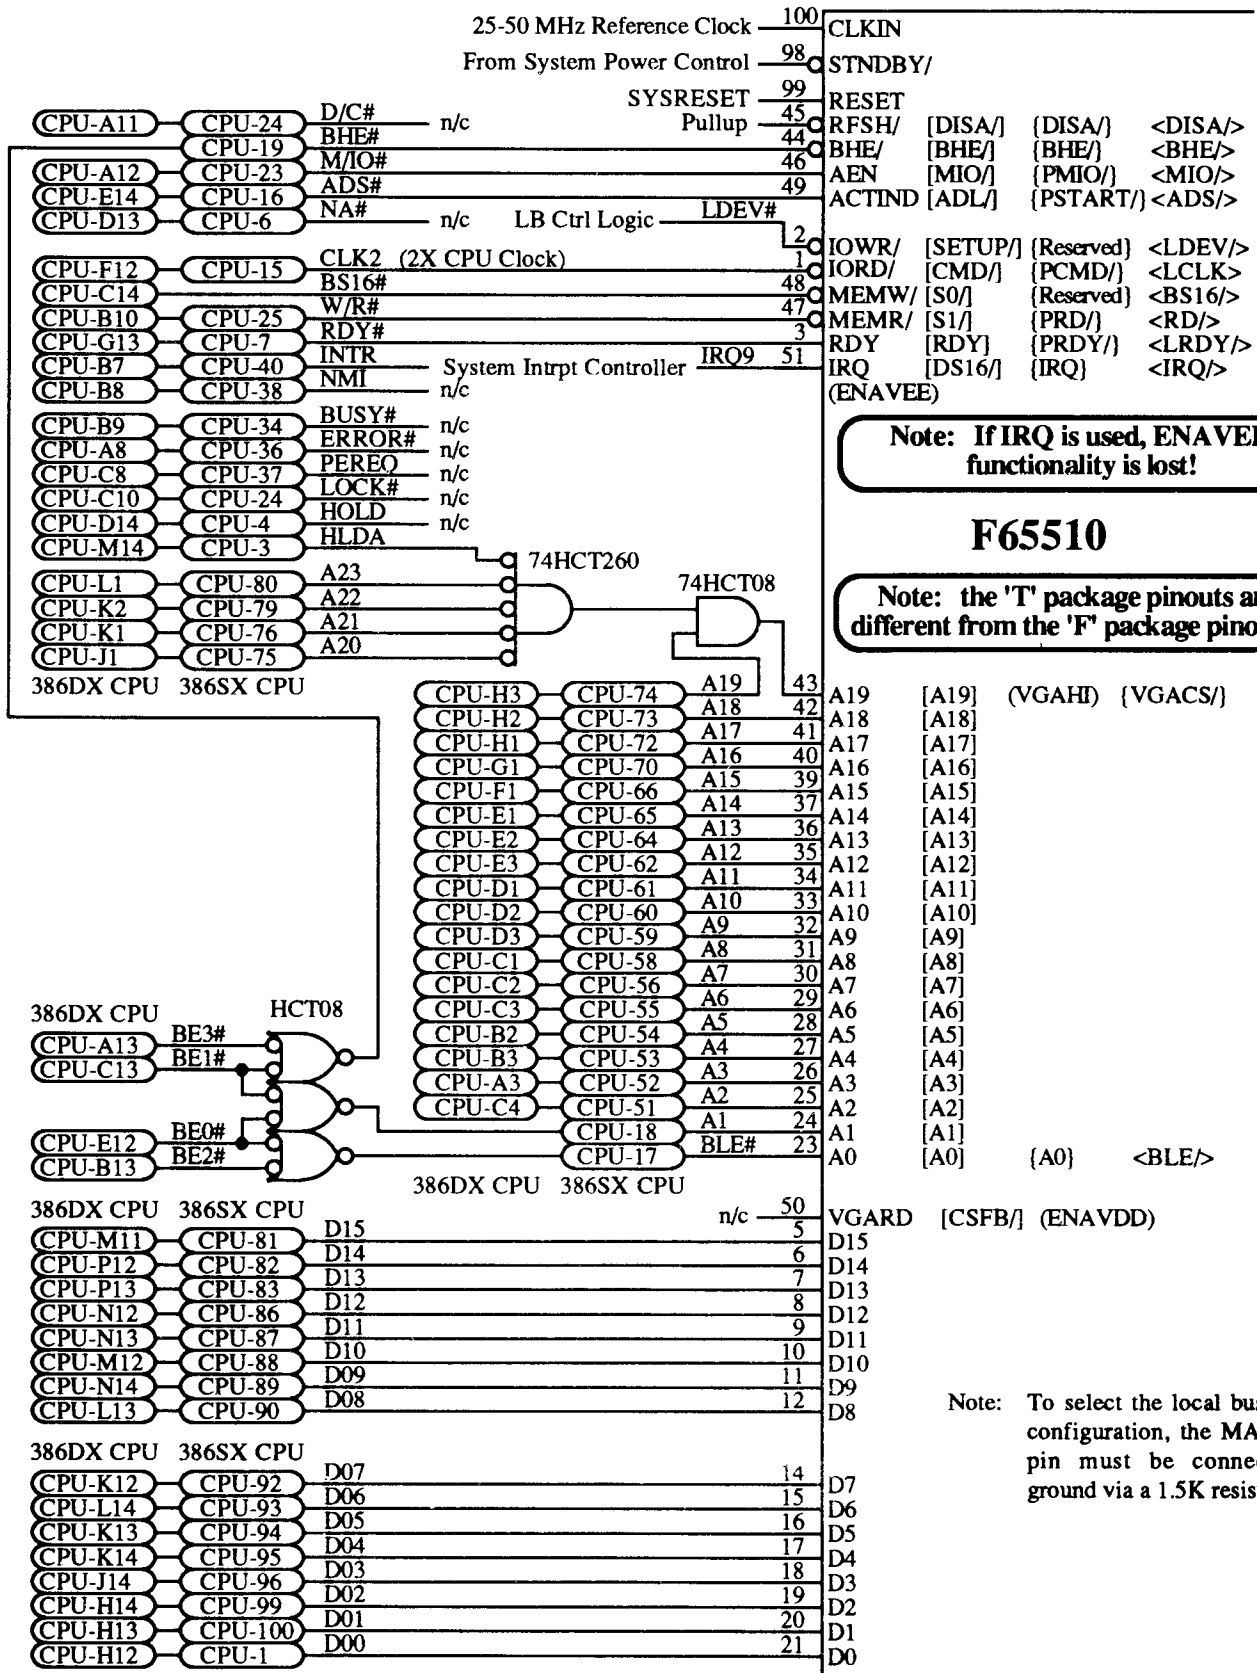 25-50 MHz Reference Clock 100 CLKIN
From System Power Control 98 STNDBY/
SYSRESET 99 RESET
CPU-A11 CPU-24 D/C# n/c Pullup 45 RFSH/ [DISA/] {DISA/} <DISA/>
CPU-19 BHE# 44 BHE/ [BHE/] {BHE/} <BHE/>
CPU-A12 CPU-23 M/IO# 46 AEN [MIO/] {PMIO/} <MIO/>
CPU-E14 CPU-16 ADS# 49 ACTIND [ADL/] {PSTART/} <ADS/>
CPU-D13 CPU-6 NA# n/c LB Ctrl Logic LDEV#
2 IOWR/ [SETUP/] {Reserved} <LDEV/>
CPU-F12 CPU-15 CLK2 (2X CPU Clock) 1 IORD/ [CMD/] {PCMD/} <LCLK>
CPU-C14 BS16# 48 MEMW/ [S0/] {Reserved} <BS16/>
CPU-B10 CPU-25 W/R# 47 MEMR/ [S1/] {PRD/} <RD/>
CPU-G13 CPU-7 RDY# 3 RDY [RDY] {PRDY/} <LRDY/>
CPU-B7 CPU-40 INTR System Intrpt Controller IRQ9 51 IRQ [DS16/] {IRQ} <IRQ/>
CPU-B8 CPU-38 NMI n/c (ENAVEE)
CPU-B9 CPU-34 BUSY# n/c
CPU-A8 CPU-36 ERROR# n/c
CPU-C8 CPU-37 PEREQ n/c
CPU-C10 CPU-24 LOCK# n/c
CPU-D14 CPU-4 HOLD n/c
CPU-M14 CPU-3 HLDA
Note: If IRQ is used, ENAVE
functionality is lost!
F65510
74HCT260
74HCT08
CPU-L1 CPU-80 A23
CPU-K2 CPU-79 A22
CPU-K1 CPU-76 A21
CPU-J1 CPU-75 A20
386DX CPU 386SX CPU
Note: the 'T' package pinouts a
different from the 'F' package pino
CPU-H3 CPU-74 A19 43 A19 [A19] (VGAHI) {VGACS/}
CPU-H2 CPU-73 A18 42 A18 [A18]
CPU-H1 CPU-72 A17 41 A17 [A17]
CPU-G1 CPU-70 A16 40 A16 [A16]
CPU-F1 CPU-66 A15 39 A15 [A15]
CPU-E1 CPU-65 A14 37 A14 [A14]
CPU-E2 CPU-64 A13 36 A13 [A13]
CPU-E3 CPU-62 A12 35 A12 [A12]
CPU-D1 CPU-61 A11 34 A11 [A11]
CPU-D2 CPU-60 A10 33 A10 [A10]
CPU-D3 CPU-59 A9 32 A9 [A9]
CPU-C1 CPU-58 A8 31 A8 [A8]
CPU-C2 CPU-56 A7 30 A7 [A7]
CPU-C3 CPU-55 A6 29 A6 [A6]
CPU-B2 CPU-54 A5 28 A5 [A5]
CPU-B3 CPU-53 A4 27 A4 [A4]
CPU-A3 CPU-52 A3 26 A3 [A3]
CPU-C4 CPU-51 A2 25 A2 [A2]
CPU-18 A1 24 A1 [A1]
CPU-17 BLE# 23 A0 [A0] {A0} <BLE/>
386DX CPU 386SX CPU
386DX CPU HCT08
CPU-A13 BE3#
CPU-C13 BE1#
CPU-E12 BE0#
CPU-B13 BE2#
386DX CPU 386SX CPU n/c 50 VGARD [CSFB/] (ENAVDD)
CPU-M11 CPU-81 D15 5 D15
CPU-P12 CPU-82 D14 6 D14
CPU-P13 CPU-83 D13 7 D13
CPU-N12 CPU-86 D12 8 D12
CPU-N13 CPU-87 D11 9 D11
CPU-M12 CPU-88 D10 10 D10
CPU-N14 CPU-89 D09 11 D9
CPU-L13 CPU-90 D08 12 D8
Note: To select the local bu
configuration, the MA
pin must be conne
ground via a 1.5K resis
386DX CPU 386SX CPU
CPU-K12 CPU-92 D07 14 D7
CPU-L14 CPU-93 D06 15 D6
CPU-K13 CPU-94 D05 16 D5
CPU-K14 CPU-95 D04 17 D4
CPU-J14 CPU-96 D03 18 D3
CPU-H14 CPU-99 D02 19 D2
CPU-H13 CPU-100 D01 20 D1
CPU-H12 CPU-1 D00 21 D0